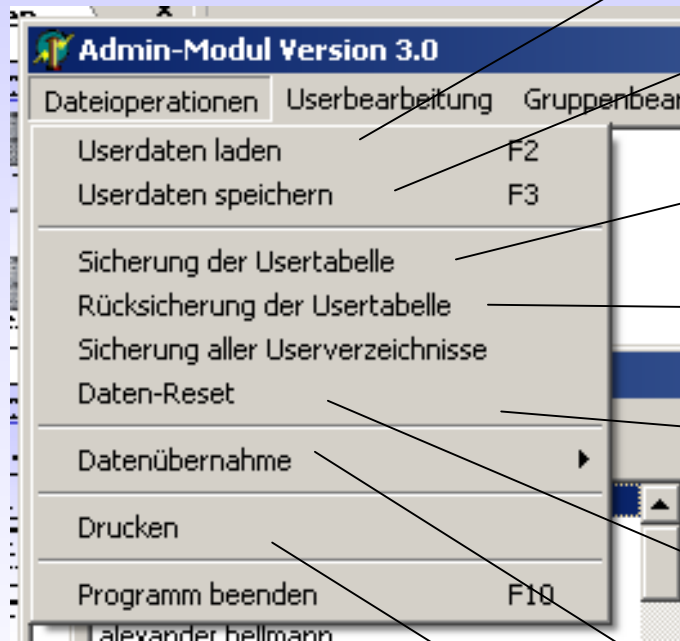 Admin-Modul Version 3.0
Dateioperationen Userbearbeitung
Userdaten laden F2
Userdaten speichern F3
Sicherung der Usertabelle
Rücksicherung der Usertabelle
Sicherung aller Userverzeichnisse
Daten-Reset
Datenübernahme
Drucken
Programm beenden F10
alexander hellmann